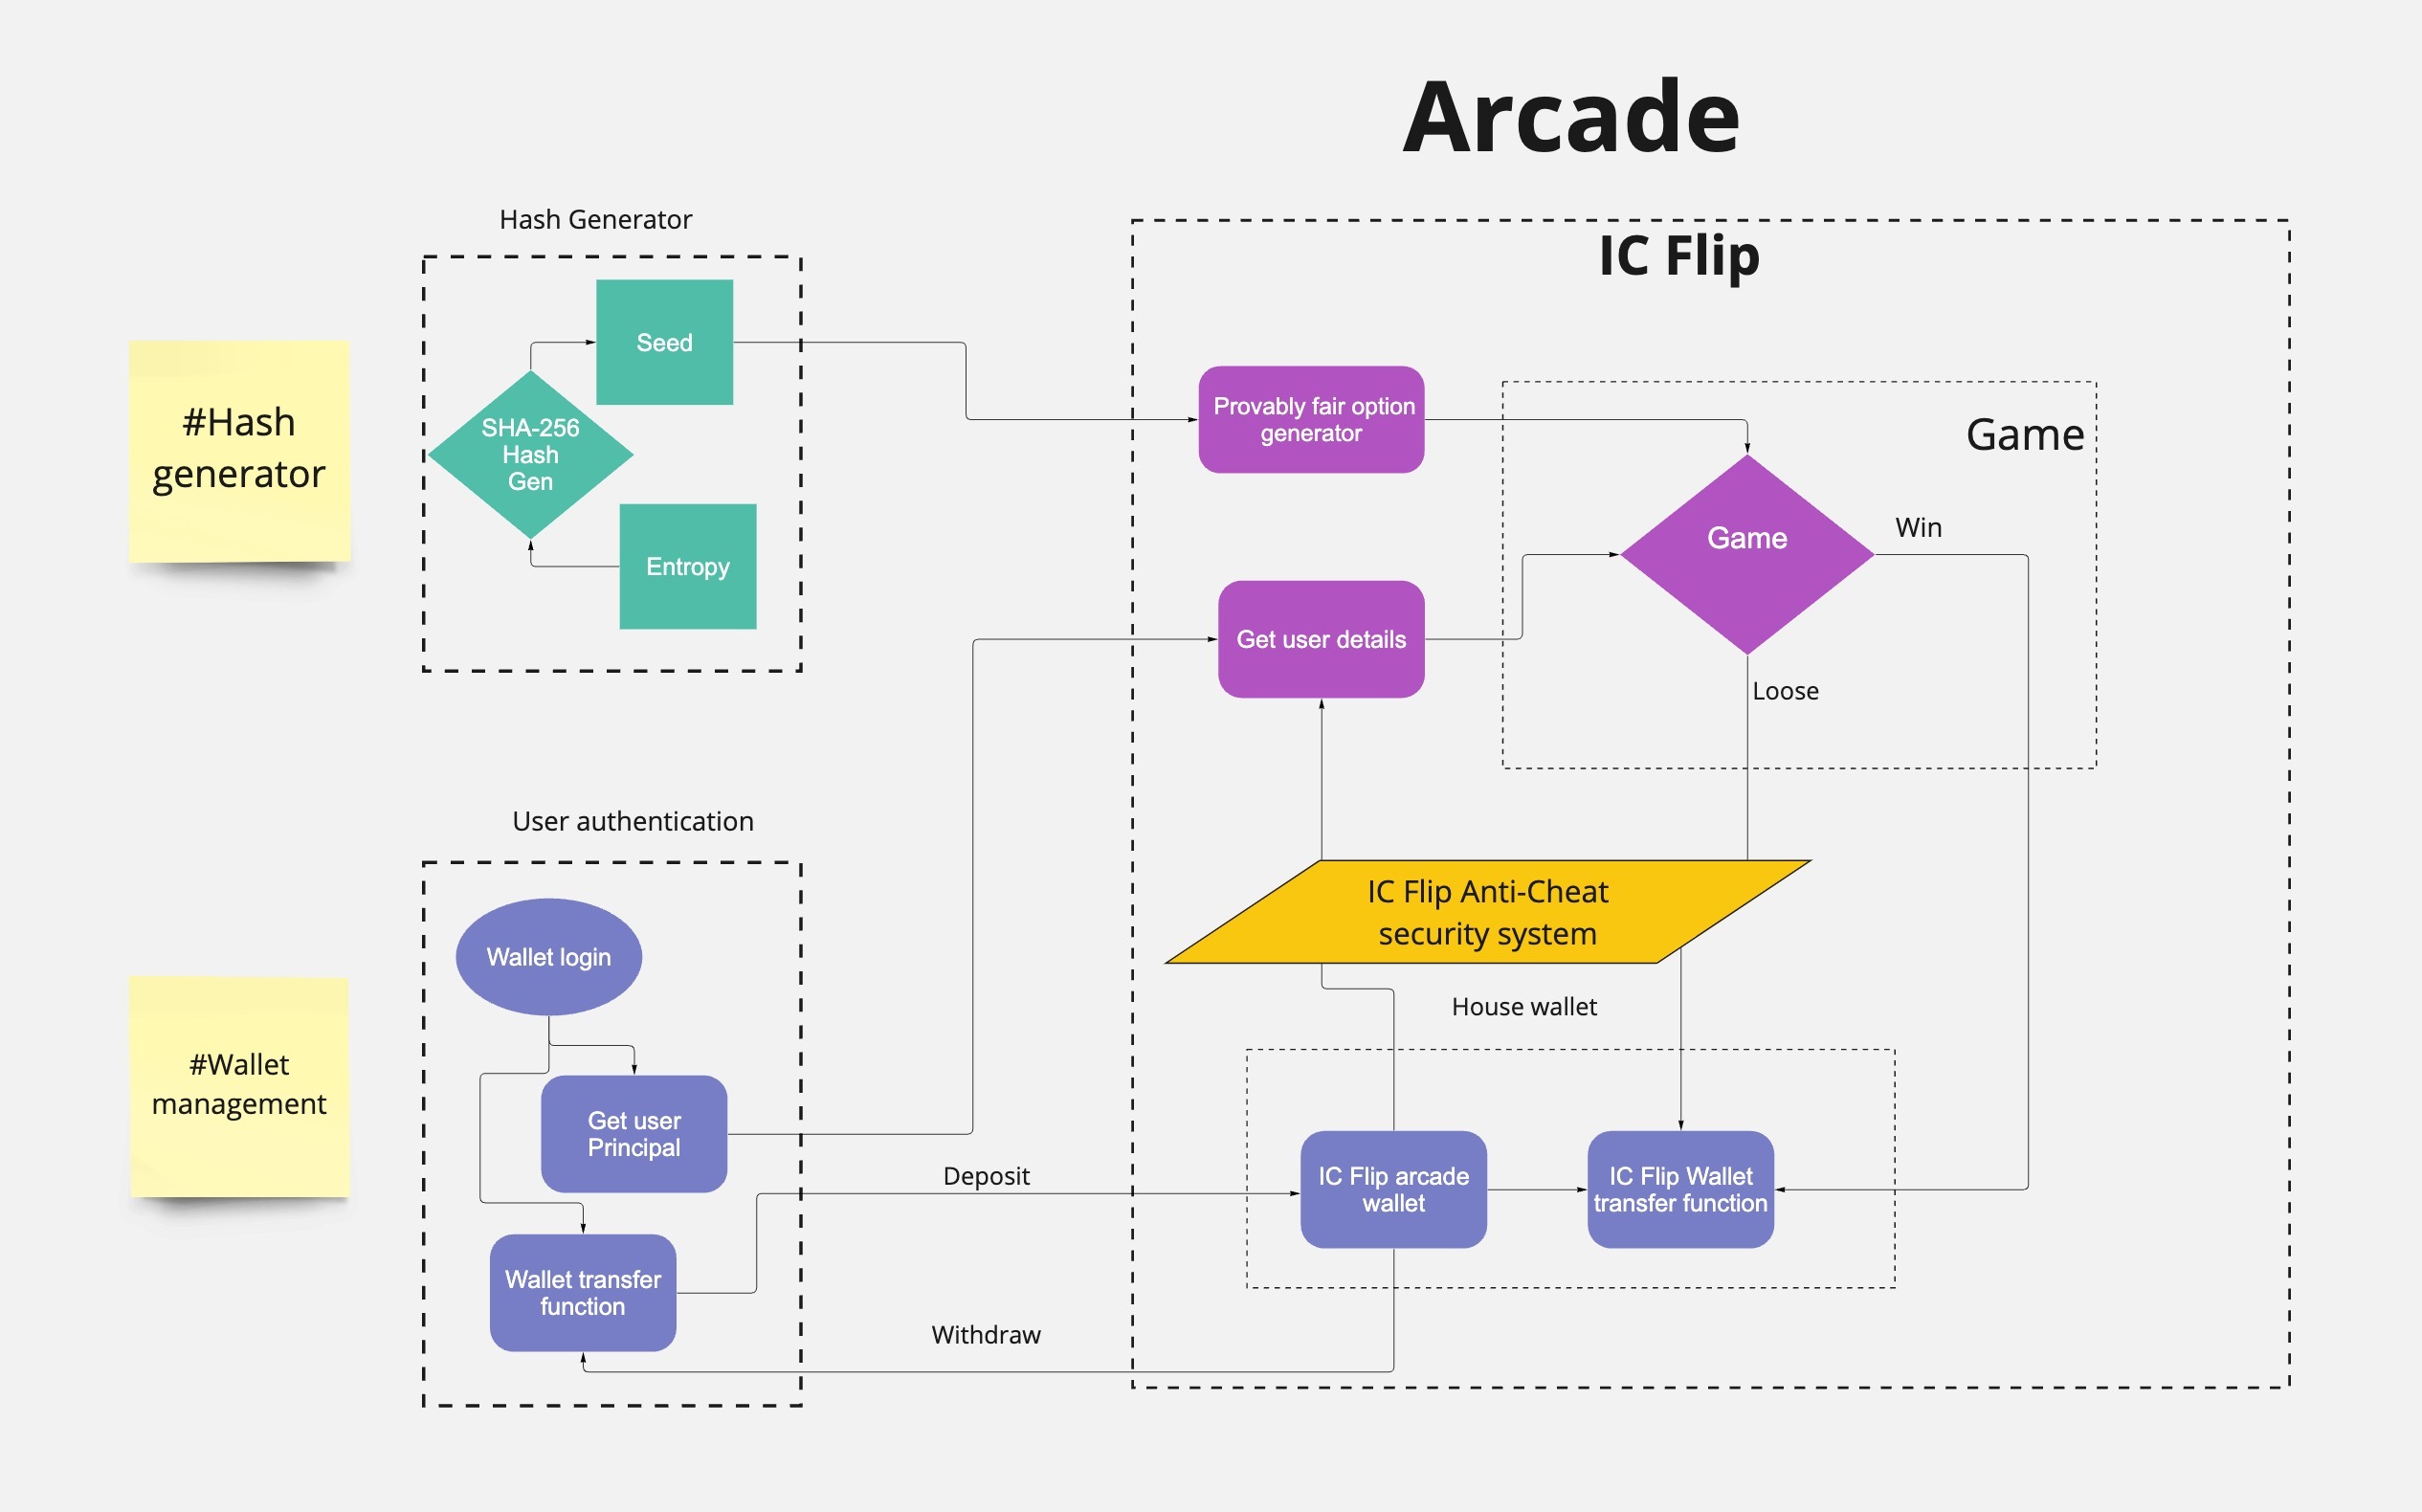 Arcade
Hash Generator
IC Flip
Seed
#Hash
generator
SHA-256
Hash
Gen
Entropy
Provably fair option
generator
Game
Game
Win
Get user details
Loose
User authentication
IC Flip Anti-Cheat
security system
Wallet login
House wallet
#Wallet
management
Get user
Principal
Deposit
IC Flip arcade
wallet
IC Flip Wallet
transfer function
Wallet transfer
function
Withdraw